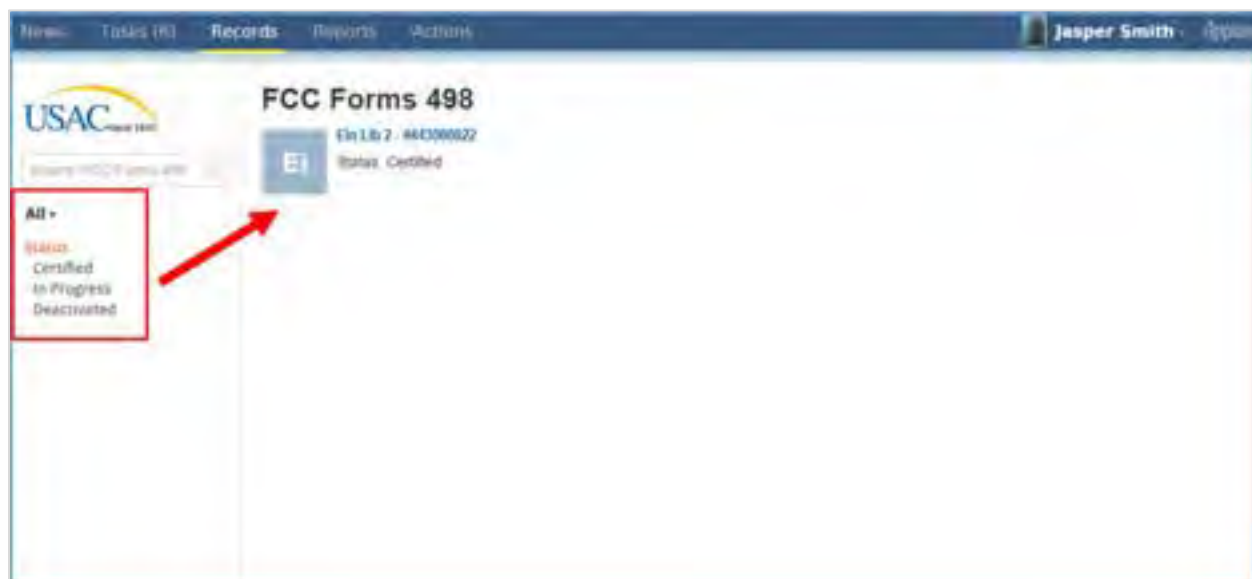 News Tasks (6) Records Reports Actions Jasper Smith
USAC
FCC Forms 498
Status Certified
All
Status
Certified
In Progress
Deactivated